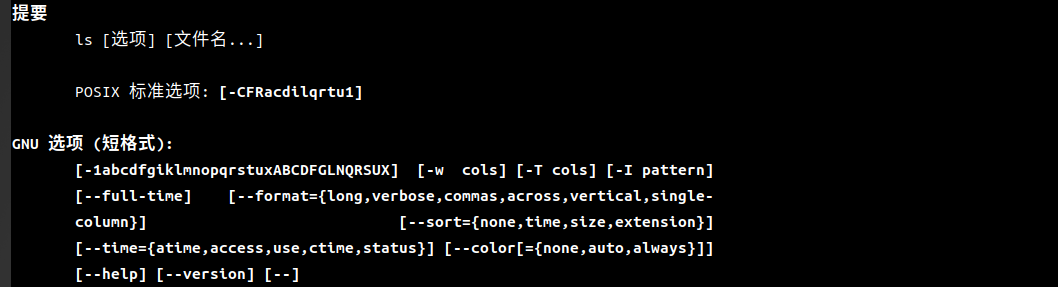 提要
ls [选项] [文件名...]
POSIX 标准选项: [-CFRacdilqrtu1]
GNU 选项 (短格式):
[-1abcdfgiklmnopqrstuxABCDFGLNQRSUX] [-w cols] [-T cols] [-I pattern]
[--full-time] [--format={long,verbose,commas,across,vertical,single-
column}] [--sort={none,time,size,extension}]
[--time={atime,access,use,ctime,status}] [--color[={none,auto,always}]]
[--help] [--version] [--]